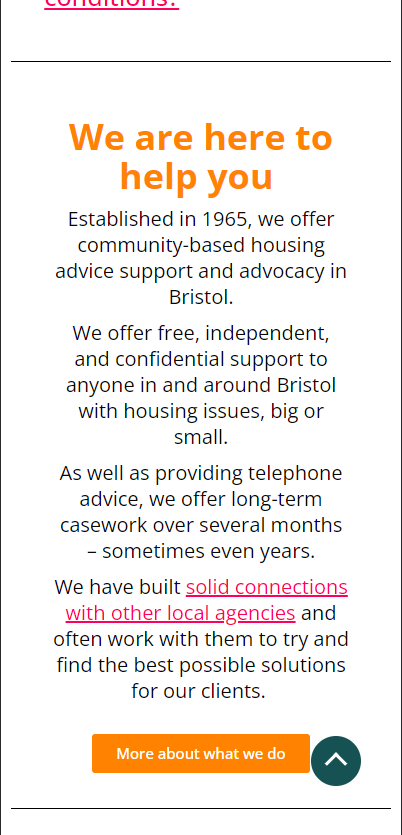 conditions?
We are here to
help you
Established in 1965, we offer
community-based housing
advice support and advocacy in
Bristol.
We offer free, independent,
and confidential support to
anyone in and around Bristol
with housing issues, big or
small.
As well as providing telephone
advice, we offer long-term
casework over several months
– sometimes even years.
We have built solid connections
with other local agencies and
often work with them to try and
find the best possible solutions
for our clients.
More about what we do